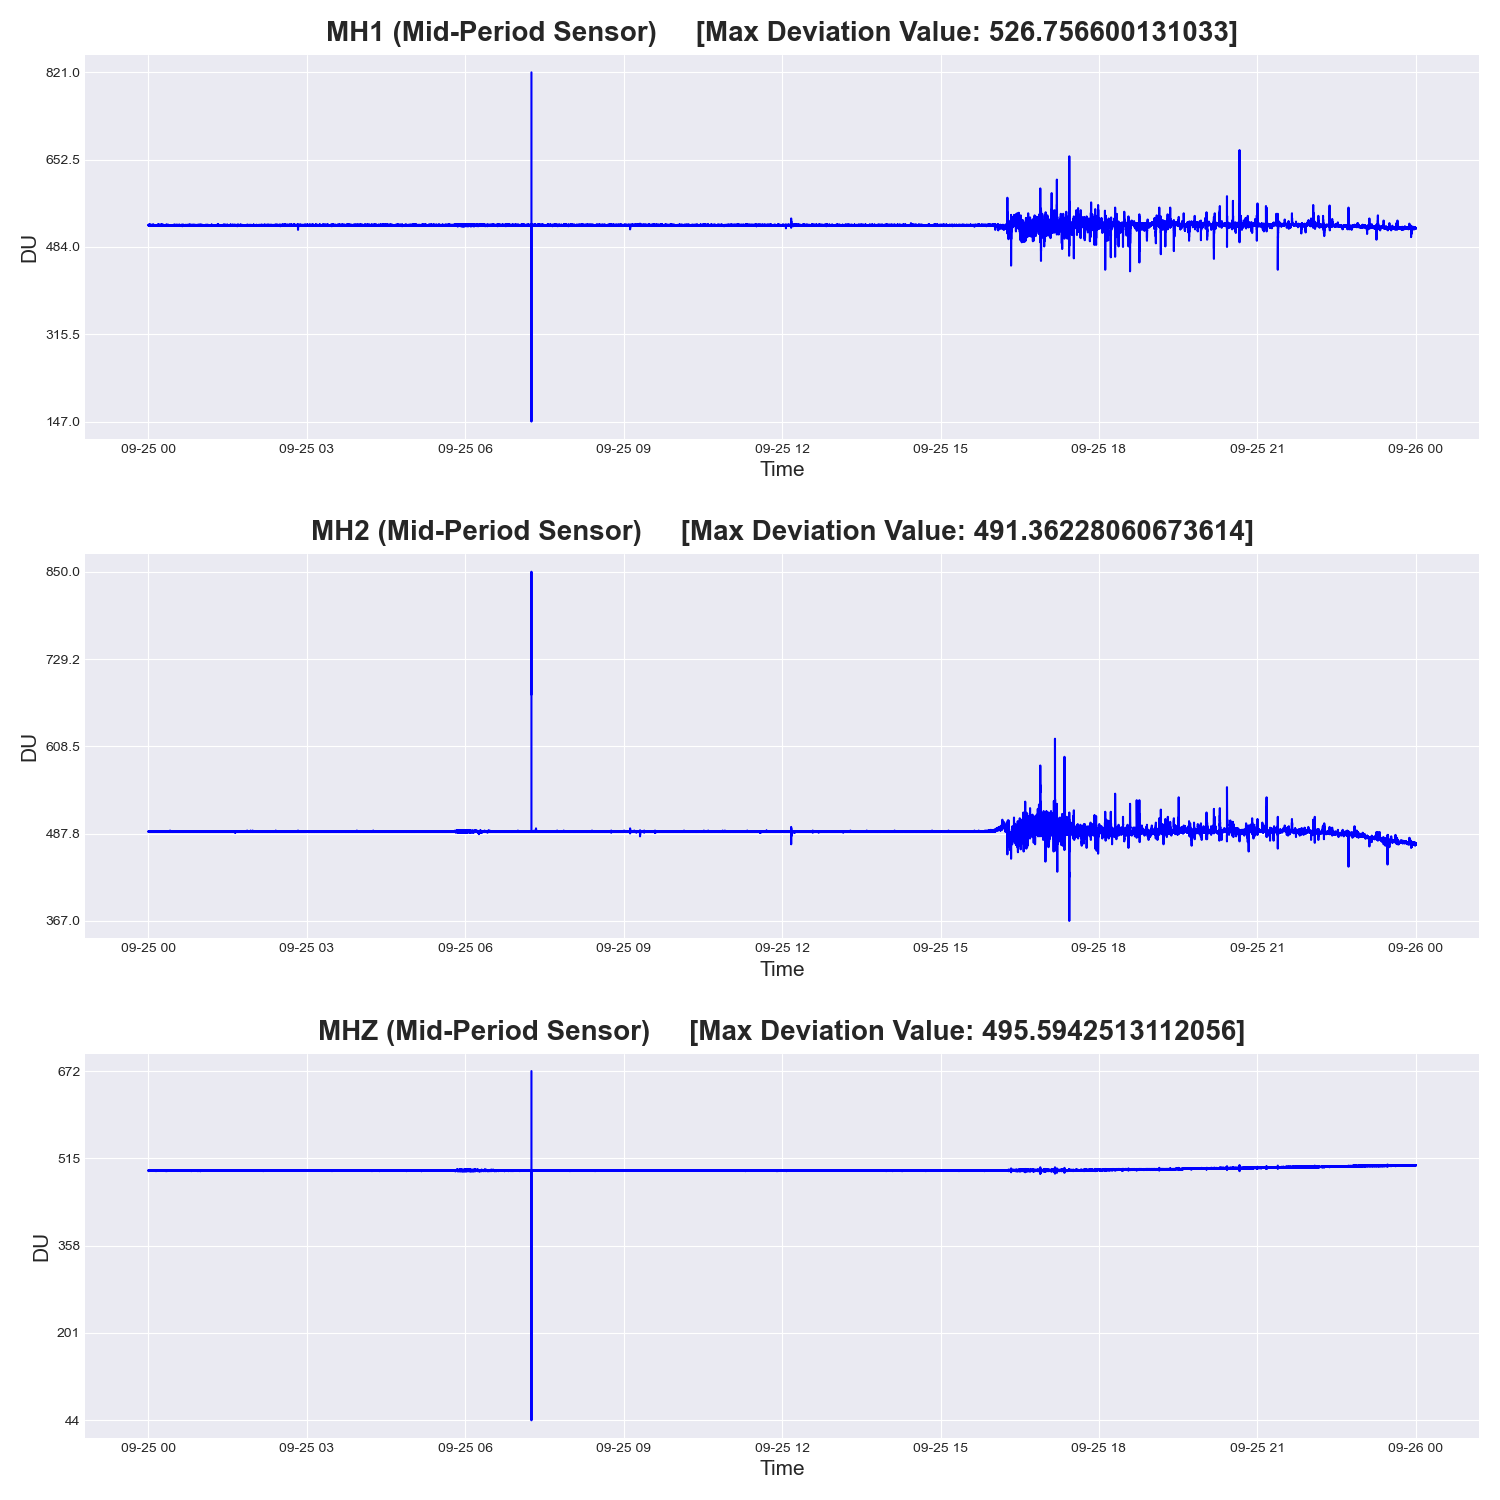 MH1 (Mid-Period Sensor) [Max Deviation Value: 526.756600131033]
821.0
652.5
484.0
315.5
147.0
DU
09-25 00 09-25 03 09-25 06 09-25 09 09-25 12 09-25 15 09-25 18 09-25 21 09-26 00
Time
MH2 (Mid-Period Sensor) [Max Deviation Value: 491.36228060673614]
850.0
729.2
608.5
487.8
367.0
DU
09-25 00 09-25 03 09-25 06 09-25 09 09-25 12 09-25 15 09-25 18 09-25 21 09-26 00
Time
MHZ (Mid-Period Sensor) [Max Deviation Value: 495.5942513112056]
672
515
358
201
44
DU
09-25 00 09-25 03 09-25 06 09-25 09 09-25 12 09-25 15 09-25 18 09-25 21 09-26 00
Time